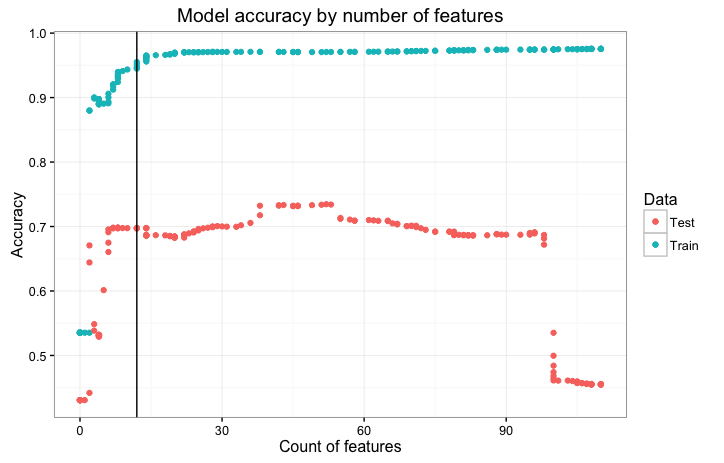 Model accuracy by number of features
1.0
0.9
0.8
0.7
0.6
0.5
Accuracy
0
30
60
90
Count of features
Data
Test
Train